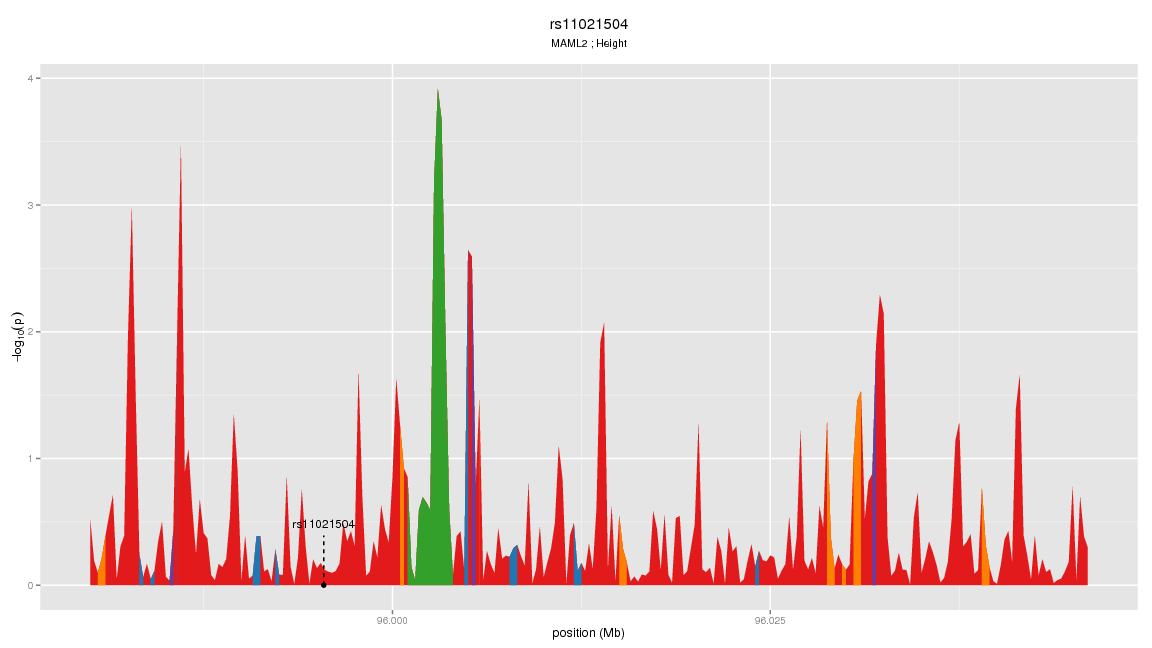 rs11021504
MAML2 ; Height
4
3
2
1
0
−log10(p)
rs11021504
96.000
96.025
position (Mb)